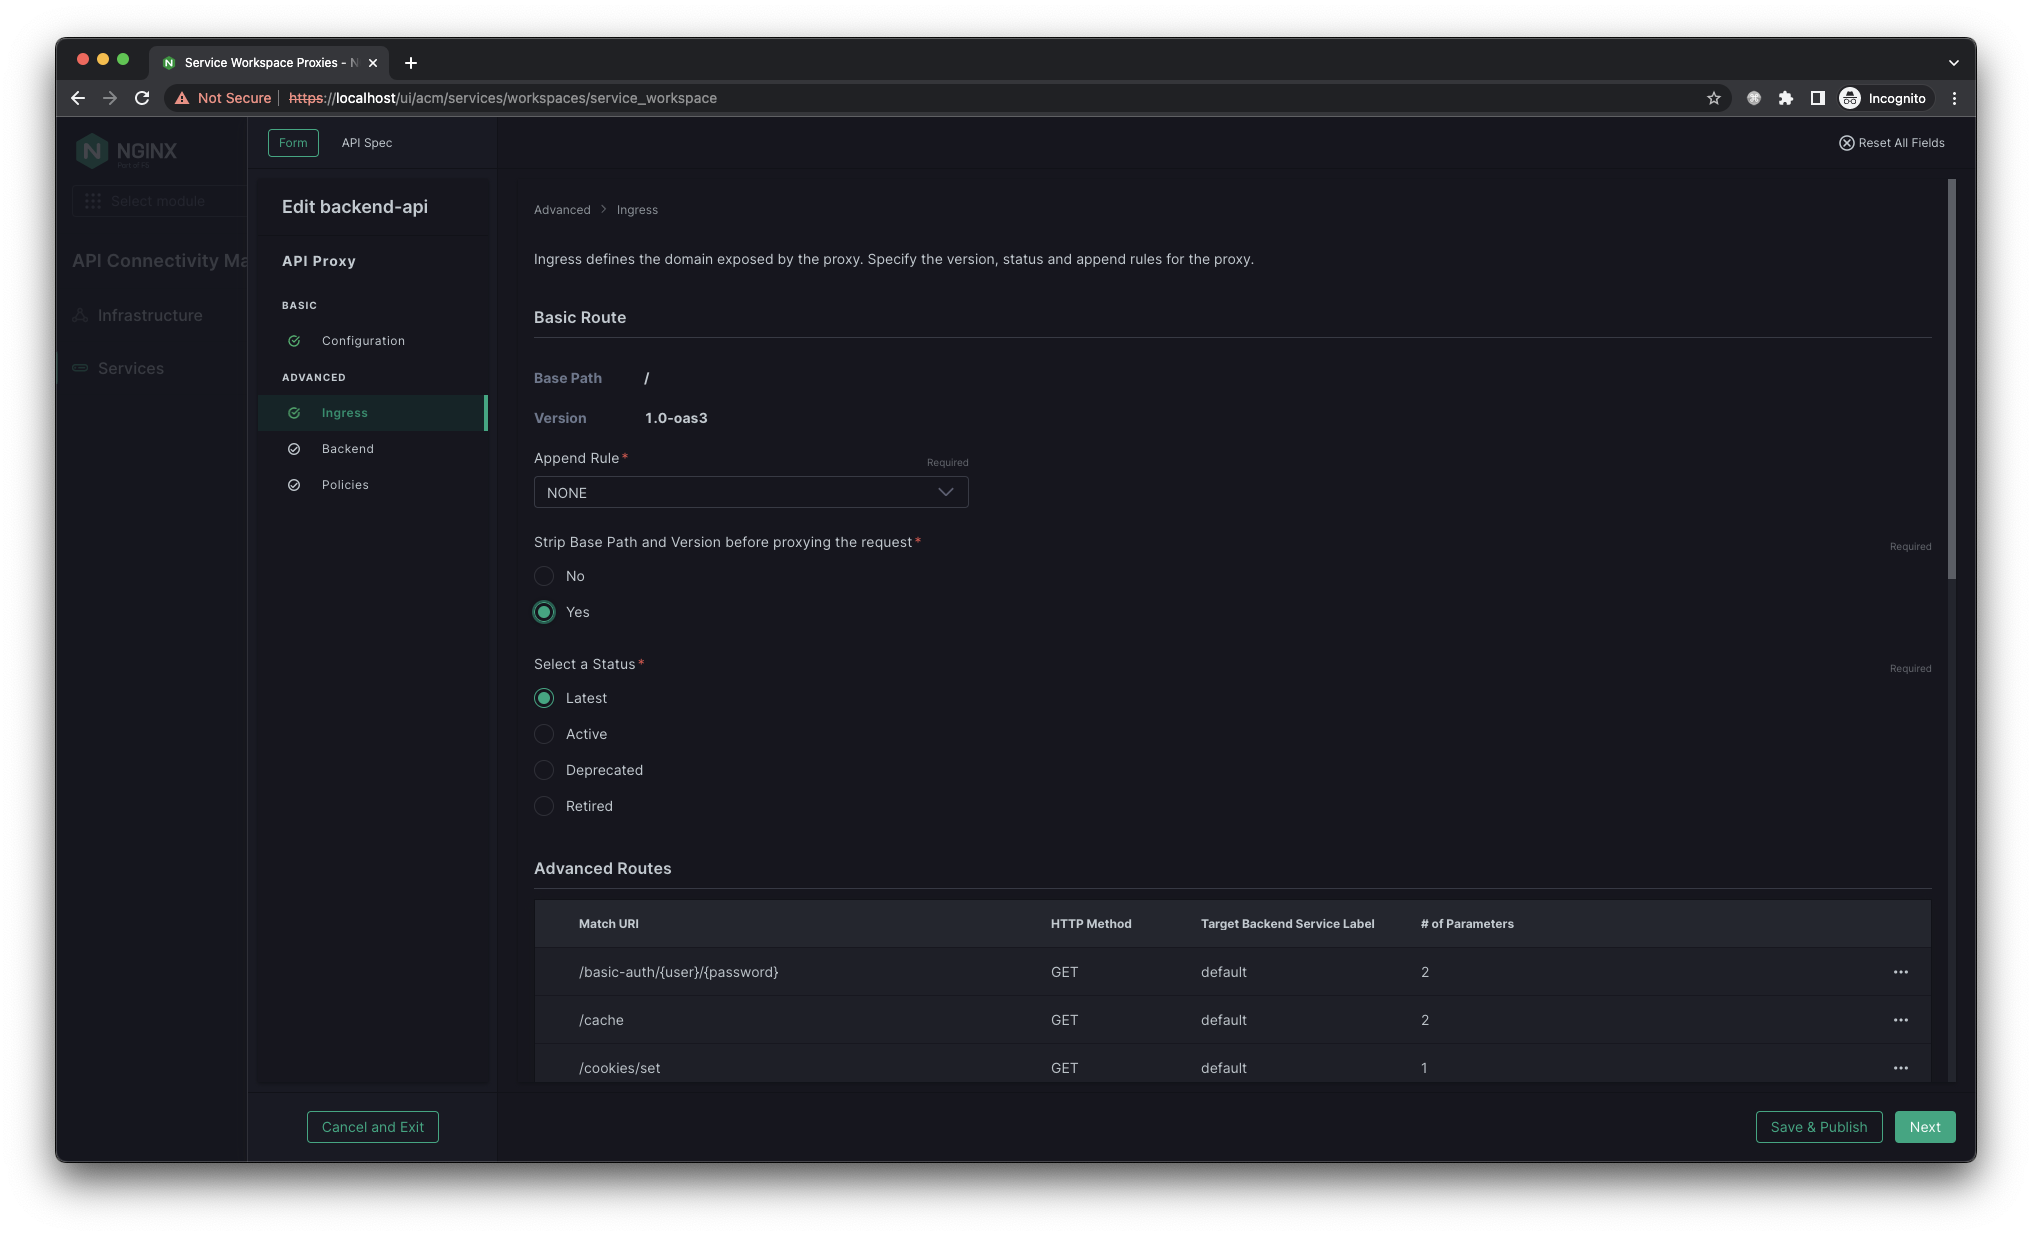 Service Workspace Proxies - N
Not Secure
https://localhost/ui/acm/services/workspaces/service_workspace
Incognito
NGINX
Part of F5
Select module
API Connectivity Ma
Infrastructure
Services
Form
API Spec
Reset All Fields
Edit backend-api
API Proxy
BASIC
Configuration
ADVANCED
Ingress
Backend
Policies
Cancel and Exit
Advanced > Ingress
Ingress defines the domain exposed by the proxy. Specify the version, status and append rules for the proxy.
Basic Route
Base Path /
Version 1.0-oas3
Append Rule* Required
NONE
Strip Base Path and Version before proxying the request* Required
No
Yes
Select a Status* Required
Latest
Active
Deprecated
Retired
Advanced Routes
Match URI HTTP Method Target Backend Service Label # of Parameters
/basic-auth/{user}/{password} GET default 2
/cache GET default 2
/cookies/set GET default 1
Save & Publish
Next